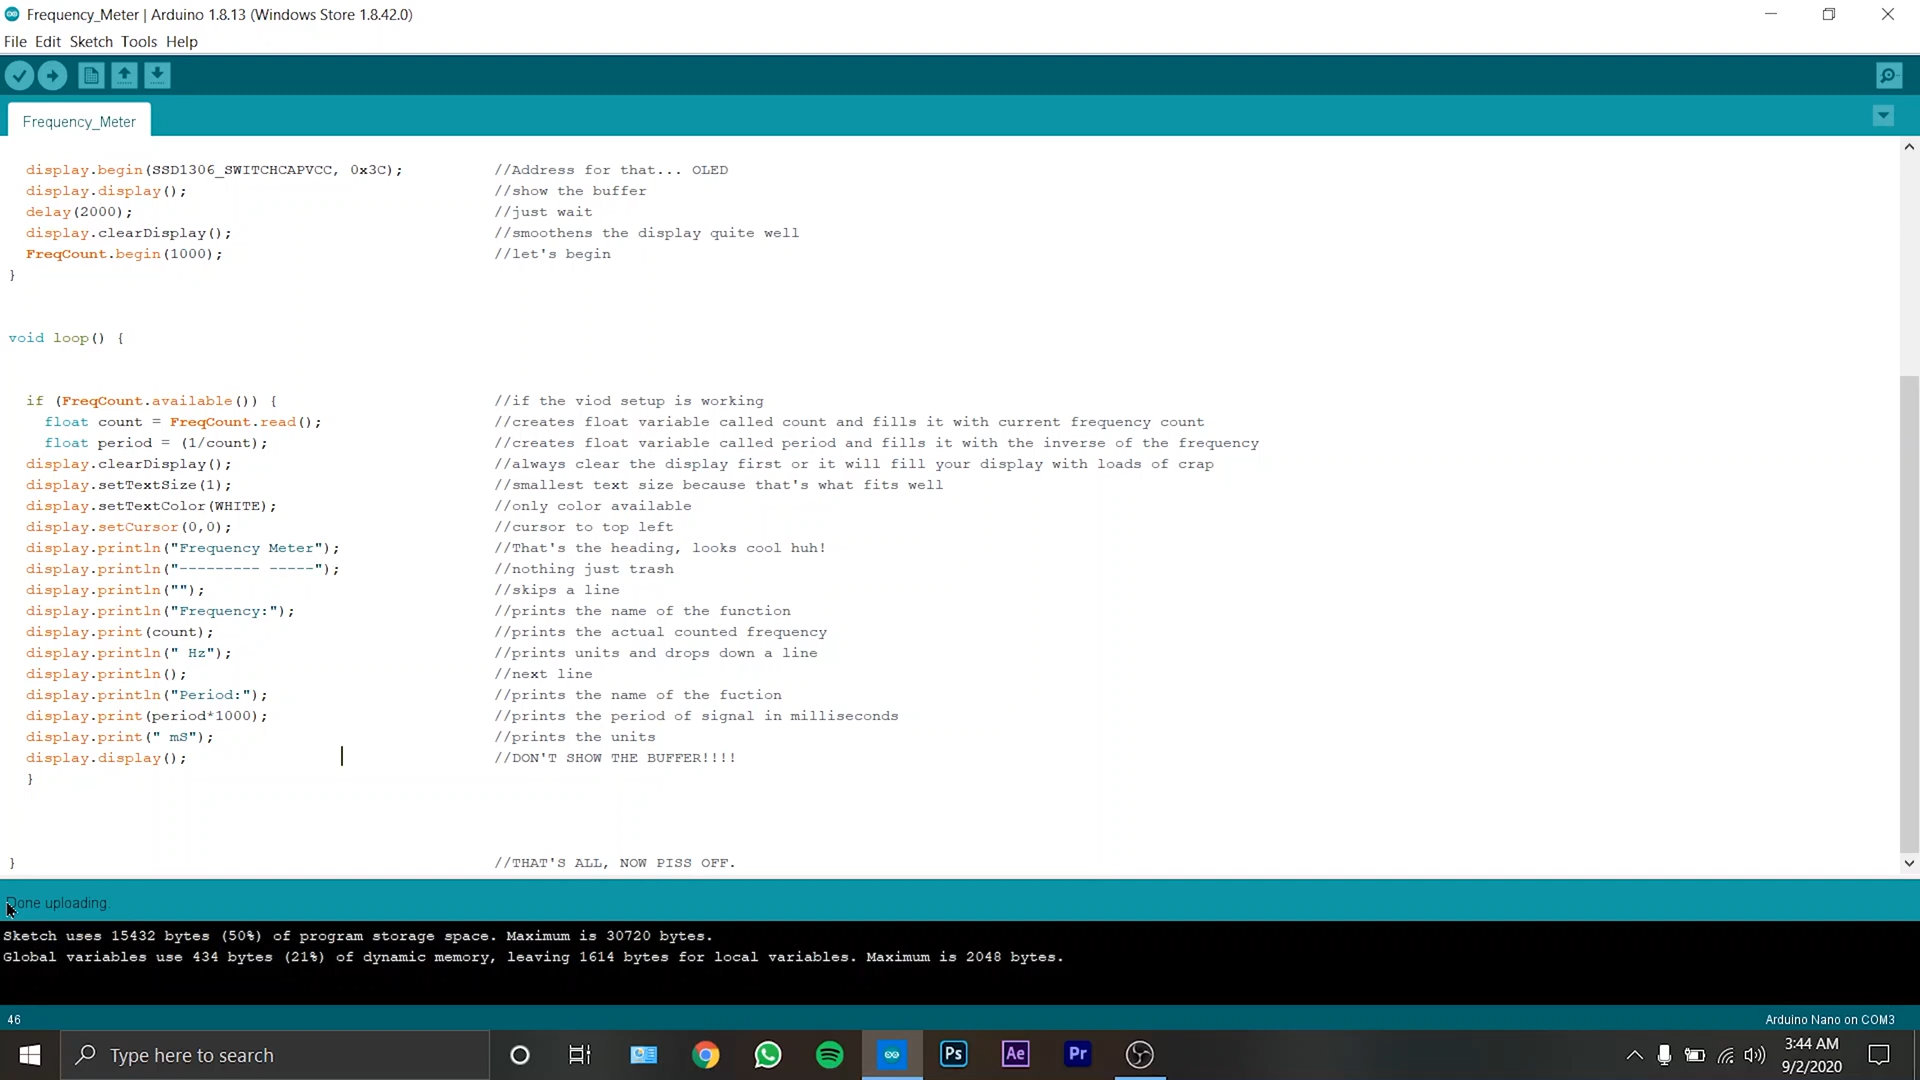 Frequency_Meter | Arduino 1.8.13 (Windows Store 1.8.42.0)
File Edit Sketch Tools Help
Frequency_Meter
display.begin(SSD1306_SWITCHCAPVCC, 0x3C); //Address for that... OLED
display.display(); //show the buffer
delay(2000); //just wait
display.clearDisplay(); //smoothens the display quite well
FreqCount.begin(1000); //let's begin
}
void loop() {
if (FreqCount.available()) { //if the viod setup is working
float count = FreqCount.read(); //creates float variable called count and fills it with current frequency count
float period = (1/count); //creates float variable called period and fills it with the inverse of the frequency
display.clearDisplay(); //always clear the display first or it will fill your display with loads of crap
display.setTextSize(1); //smallest text size because that's what fits well
display.setTextColor(WHITE); //only color available
display.setCursor(0,0); //cursor to top left
display.println("Frequency Meter"); //That's the heading, looks cool huh!
display.println("--------- -----"); //nothing just trash
display.println(""); //skips a line
display.println("Frequency:"); //prints the name of the function
display.print(count); //prints the actual counted frequency
display.println(" Hz"); //prints units and drops down a line
display.println(); //next line
display.println("Period:"); //prints the name of the fuction
display.print(period*1000); //prints the period of signal in milliseconds
display.print(" mS"); //prints the units
display.display(); //DON'T SHOW THE BUFFER!!!!
}
} //THAT'S ALL, NOW PISS OFF.
Done uploading.
Sketch uses 15432 bytes (50%) of program storage space. Maximum is 30720 bytes.
Global variables use 434 bytes (21%) of dynamic memory, leaving 1614 bytes for local variables. Maximum is 2048 bytes.
46
Arduino Nano on COM3
Type here to search
Ps
Ae
Pr
3:44 AM
9/2/2020